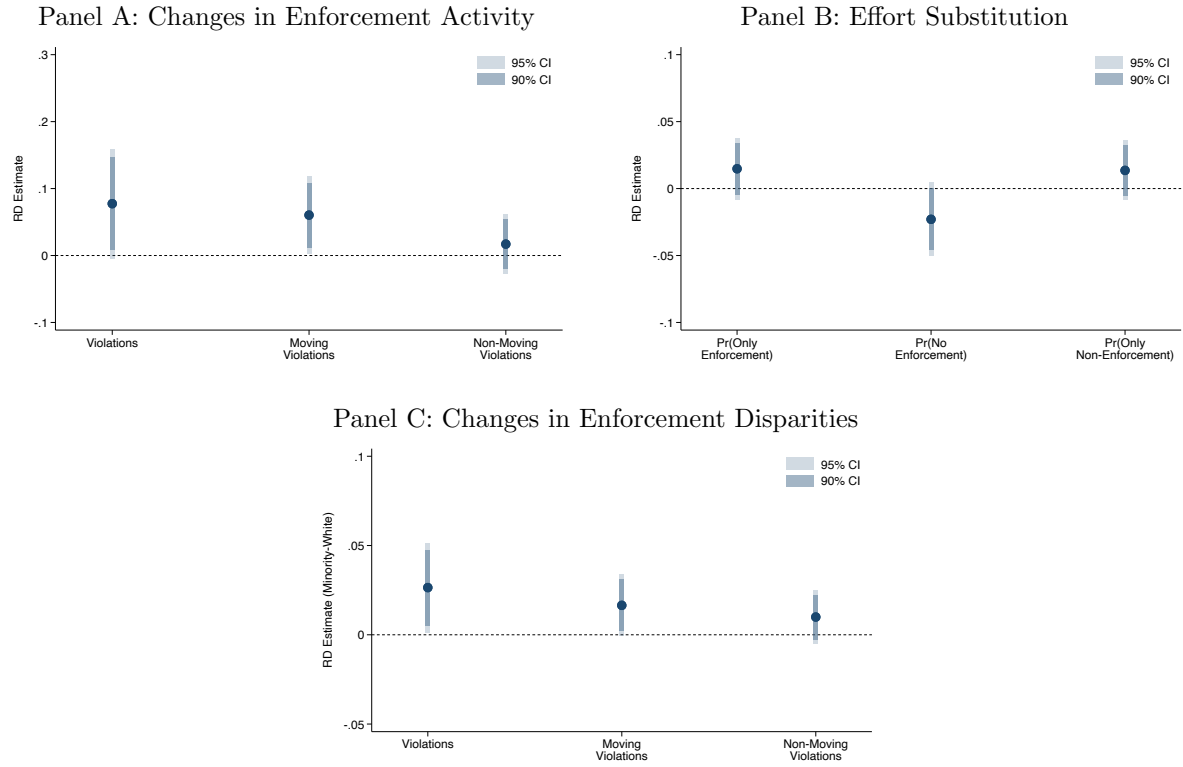 Panel A: Changes in Enforcement Activity
.3
.2
.1
0
-.1
RD Estimate
95% CI
90% CI
Violations
Moving
Violations
Non-Moving
Violations
Panel B: Effort Substitution
.1
.05
0
-.05
-.1
RD Estimate
95% CI
90% CI
Pr(Only
Enforcement)
Pr(No
Enforcement)
Pr(Only
Non-Enforcement)
Panel C: Changes in Enforcement Disparities
.1
.05
0
-.05
RD Estimate (Minority-White)
95% CI
90% CI
Violations
Moving
Violations
Non-Moving
Violations